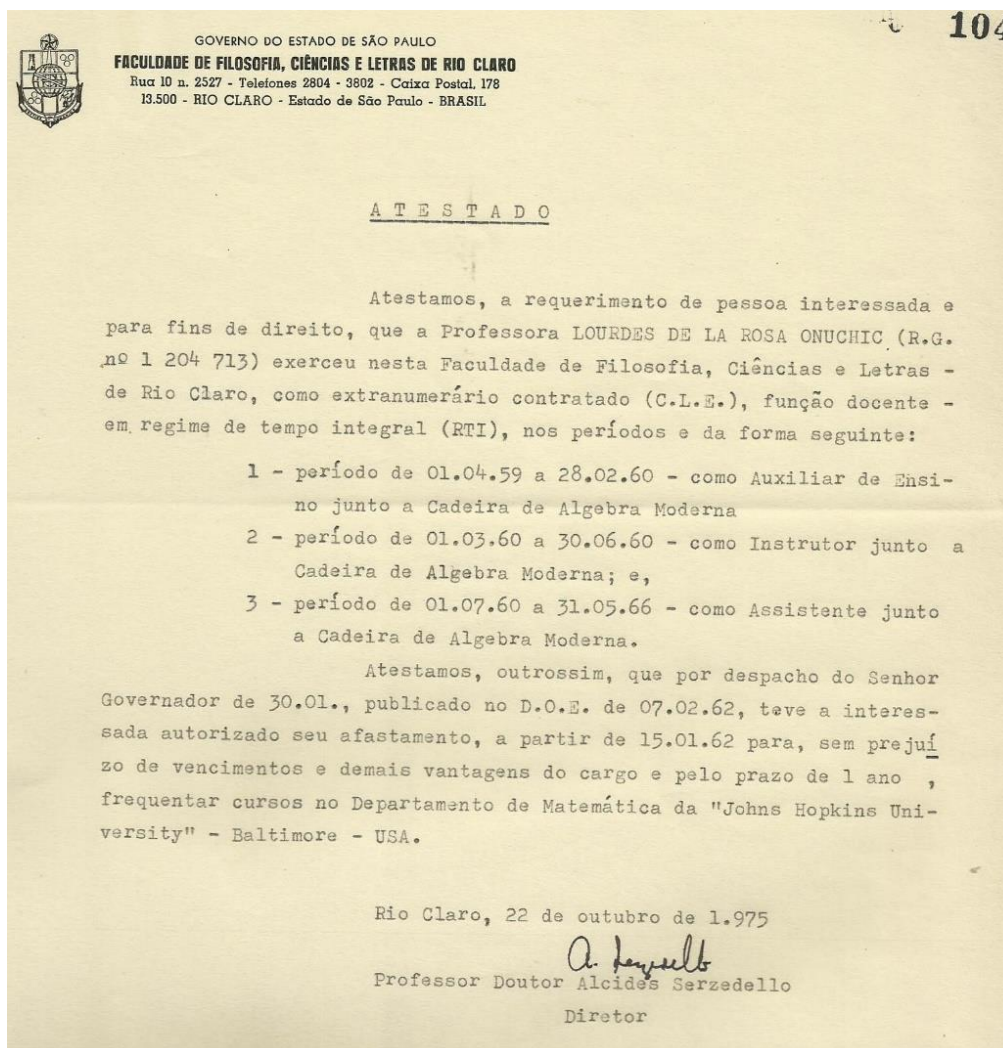 104
GOVERNO DO ESTADO DE SÃO PAULO
FACULDADE DE FILOSOFIA, CIÊNCIAS E LETRAS DE RIO CLARO
Rua 10 n. 2527 - Telefones 2804 - 3802 - Caixa Postal, 178
13.500 - RIO CLARO - Estado de São Paulo - BRASIL
A T E S T A D O
Atestamos, a requerimento de pessoa interessada e
para fins de direito, que a Professora LOURDES DE LA ROSA ONUCHIC (R.G.
nº 1 204 713) exerceu nesta Faculdade de Filosofia, Ciências e Letras -
de Rio Claro, como extranumerário contratado (C.L.E.), função docente -
em regime de tempo integral (RTI), nos períodos e da forma seguinte:
1 - período de 01.04.59 a 28.02.60 - como Auxiliar de Ensi-
no junto a Cadeira de Algebra Moderna
2 - período de 01.03.60 a 30.06.60 - como Instrutor junto a
Cadeira de Algebra Moderna; e,
3 - período de 01.07.60 a 31.05.66 - como Assistente junto
a Cadeira de Algebra Moderna.
Atestamos, outrossim, que por despacho do Senhor
Governador de 30.01., publicado no D.O.E. de 07.02.62, teve a interes-
sada autorizado seu afastamento, a partir de 15.01.62 para, sem prejuí
zo de vencimentos e demais vantagens do cargo e pelo prazo de 1 ano ,
frequentar cursos no Departamento de Matemática da "Johns Hopkins Uni-
versity" - Baltimore - USA.
Rio Claro, 22 de outubro de 1.975
Professor Doutor Alcides Serzedello
Diretor